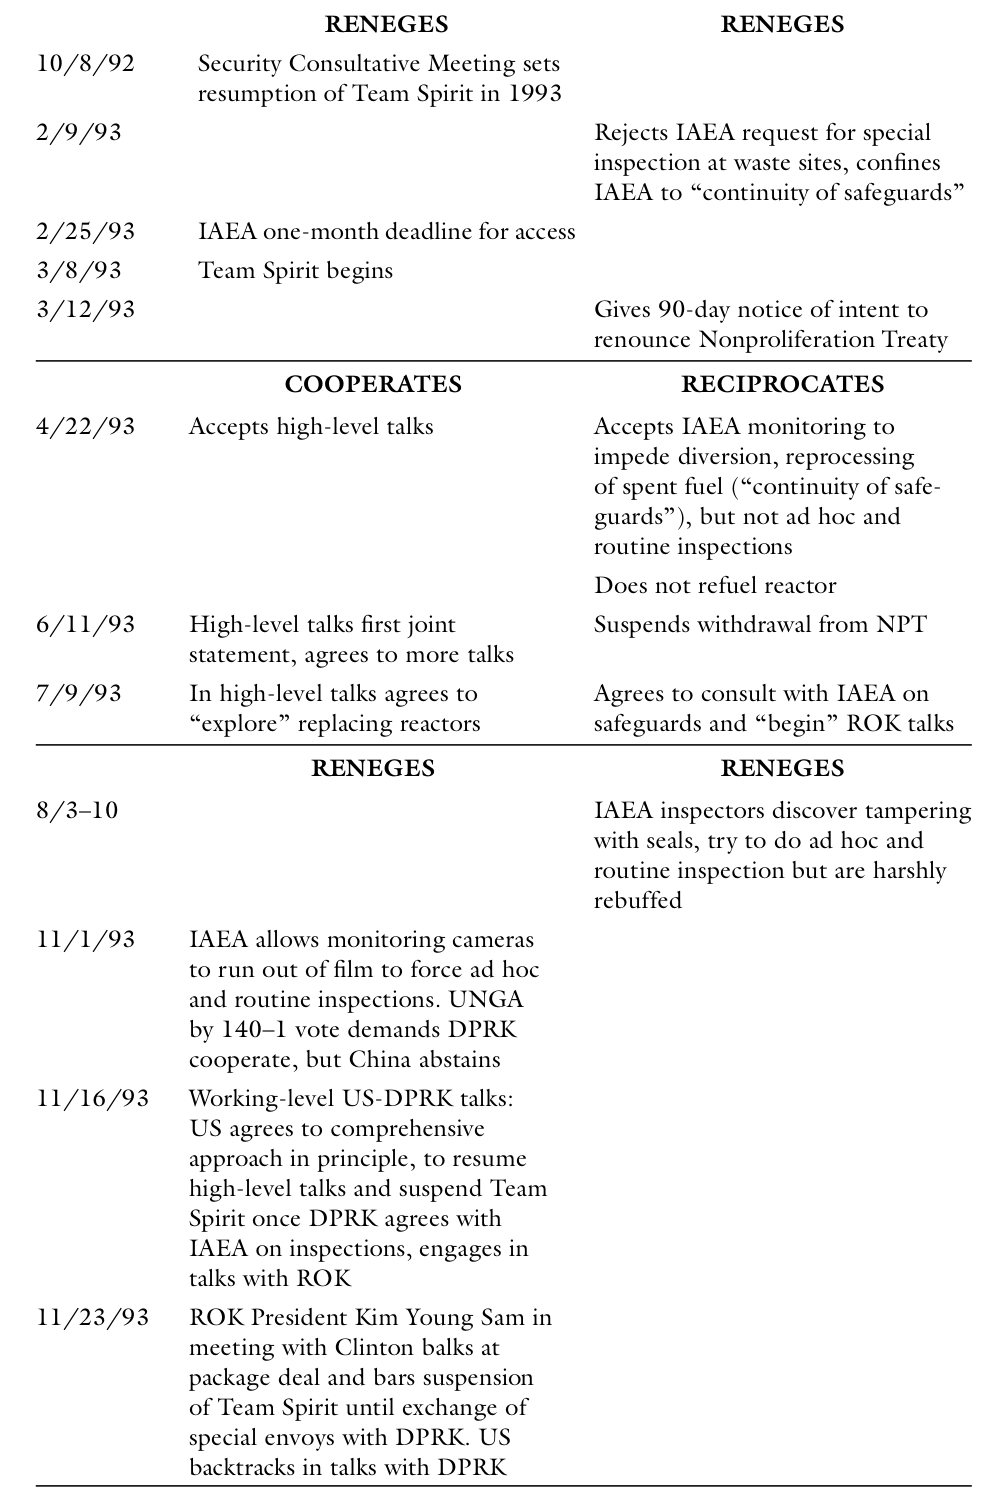 RENEGES RENEGES
10/8/92 Security Consultative Meeting sets
resumption of Team Spirit in 1993
2/9/93 Rejects IAEA request for special
inspection at waste sites, confines
IAEA to “continuity of safeguards”
2/25/93 IAEA one-month deadline for access
3/8/93 Team Spirit begins
3/12/93 Gives 90-day notice of intent to
renounce Nonproliferation Treaty
COOPERATES RECIPROCATES
4/22/93 Accepts high-level talks Accepts IAEA monitoring to
impede diversion, reprocessing
of spent fuel (“continuity of safe-
guards”), but not ad hoc and
routine inspections
Does not refuel reactor
6/11/93 High-level talks first joint Suspends withdrawal from NPT
statement, agrees to more talks
7/9/93 In high-level talks agrees to Agrees to consult with IAEA on
“explore” replacing reactors safeguards and “begin” ROK talks
RENEGES RENEGES
8/3–10 IAEA inspectors discover tampering
with seals, try to do ad hoc and
routine inspection but are harshly
rebuffed
11/1/93 IAEA allows monitoring cameras
to run out of film to force ad hoc
and routine inspections. UNGA
by 140–1 vote demands DPRK
cooperate, but China abstains
11/16/93 Working-level US-DPRK talks:
US agrees to comprehensive
approach in principle, to resume
high-level talks and suspend Team
Spirit once DPRK agrees with
IAEA on inspections, engages in
talks with ROK
11/23/93 ROK President Kim Young Sam in
meeting with Clinton balks at
package deal and bars suspension
of Team Spirit until exchange of
special envoys with DPRK. US
backtracks in talks with DPRK